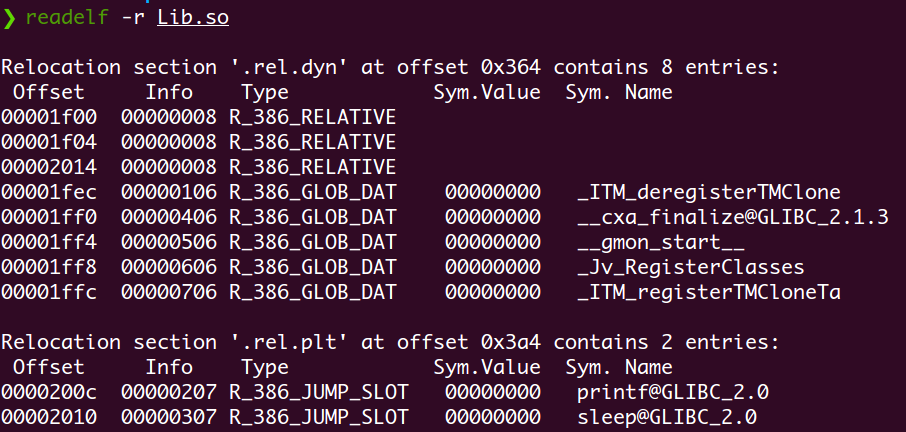 ❯ readelf -r Lib.so
Relocation section '.rel.dyn' at offset 0x364 contains 8 entries:
Offset Info Type Sym.Value Sym. Name
00001f00 00000008 R_386_RELATIVE
00001f04 00000008 R_386_RELATIVE
00002014 00000008 R_386_RELATIVE
00001fec 00000106 R_386_GLOB_DAT 00000000 _ITM_deregisterTMClone
00001ff0 00000406 R_386_GLOB_DAT 00000000 __cxa_finalize@GLIBC_2.1.3
00001ff4 00000506 R_386_GLOB_DAT 00000000 __gmon_start__
00001ff8 00000606 R_386_GLOB_DAT 00000000 _Jv_RegisterClasses
00001ffc 00000706 R_386_GLOB_DAT 00000000 _ITM_registerTMCloneTa
Relocation section '.rel.plt' at offset 0x3a4 contains 2 entries:
Offset Info Type Sym.Value Sym. Name
0000200c 00000207 R_386_JUMP_SLOT 00000000 printf@GLIBC_2.0
00002010 00000307 R_386_JUMP_SLOT 00000000 sleep@GLIBC_2.0